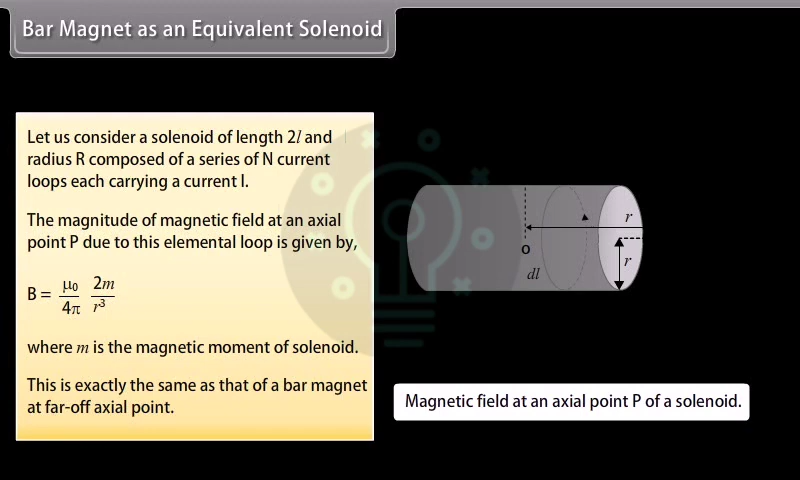 Bar Magnet as an Equivalent Solenoid
Let us consider a solenoid of length 2l and
radius R composed of a series of N current
loops each carrying a current I.
The magnitude of magnetic field at an axial
point P due to this elemental loop is given by,
B = μ0/4π 2m/r³
where m is the magnetic moment of solenoid.
This is exactly the same as that of a bar magnet
at far-off axial point.
r
O
r
dl
Magnetic field at an axial point P of a solenoid.